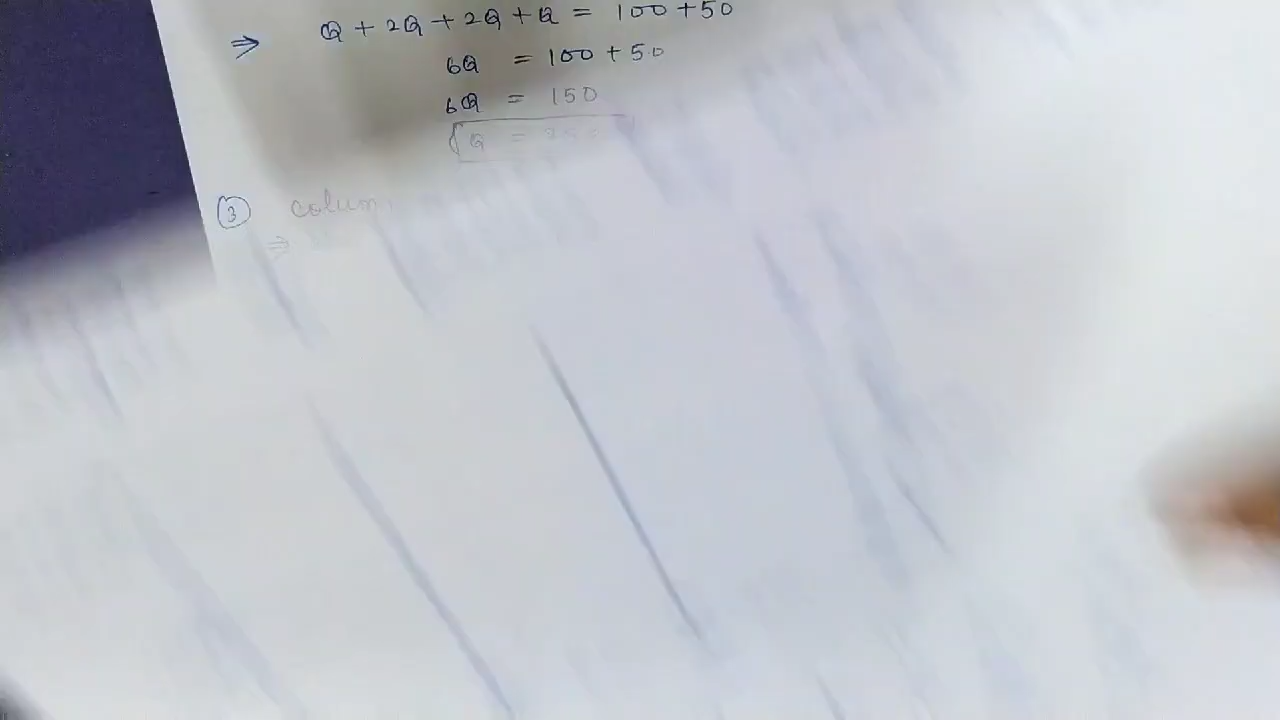 ⇒ Q + 2Q + 2Q + Q = 100 + 50
6Q = 100 + 50
6Q = 150
Q =
③
⇒